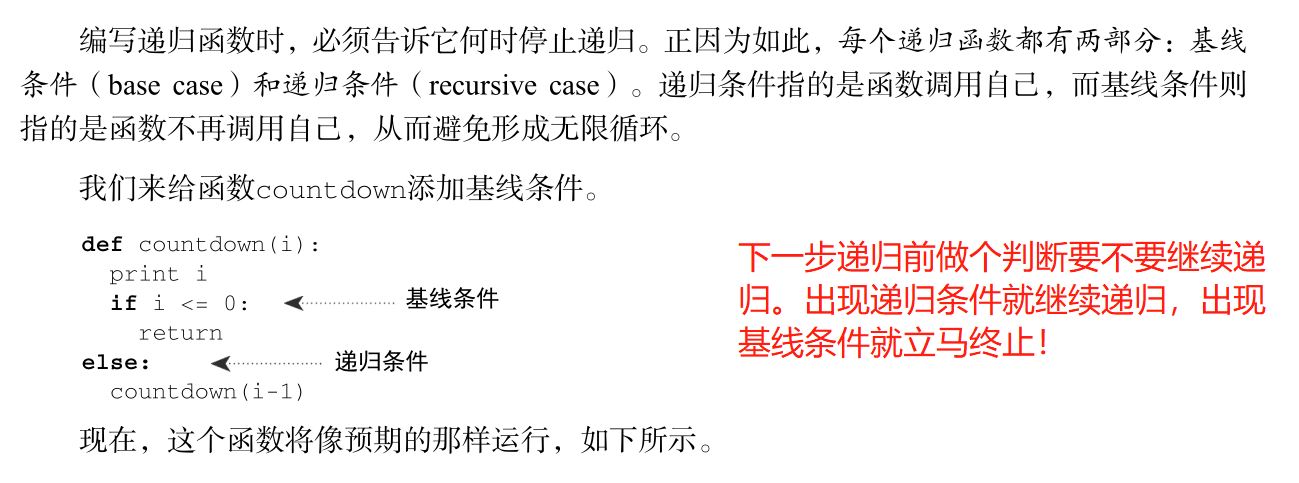 编写递归函数时，必须告诉它何时停止递归。正因为如此，每个递归函数都有两部分：基线
条件（base case）和递归条件（recursive case）。递归条件指的是函数调用自己，而基线条件则
指的是函数不再调用自己，从而避免形成无限循环。
我们来给函数countdown添加基线条件。
def countdown(i):
  print i
  if i <= 0:  基线条件
    return
else:  递归条件
  countdown(i-1)
下一步递归前做个判断要不要继续递
归。出现递归条件就继续递归，出现
基线条件就立马终止！
现在，这个函数将像预期的那样运行，如下所示。